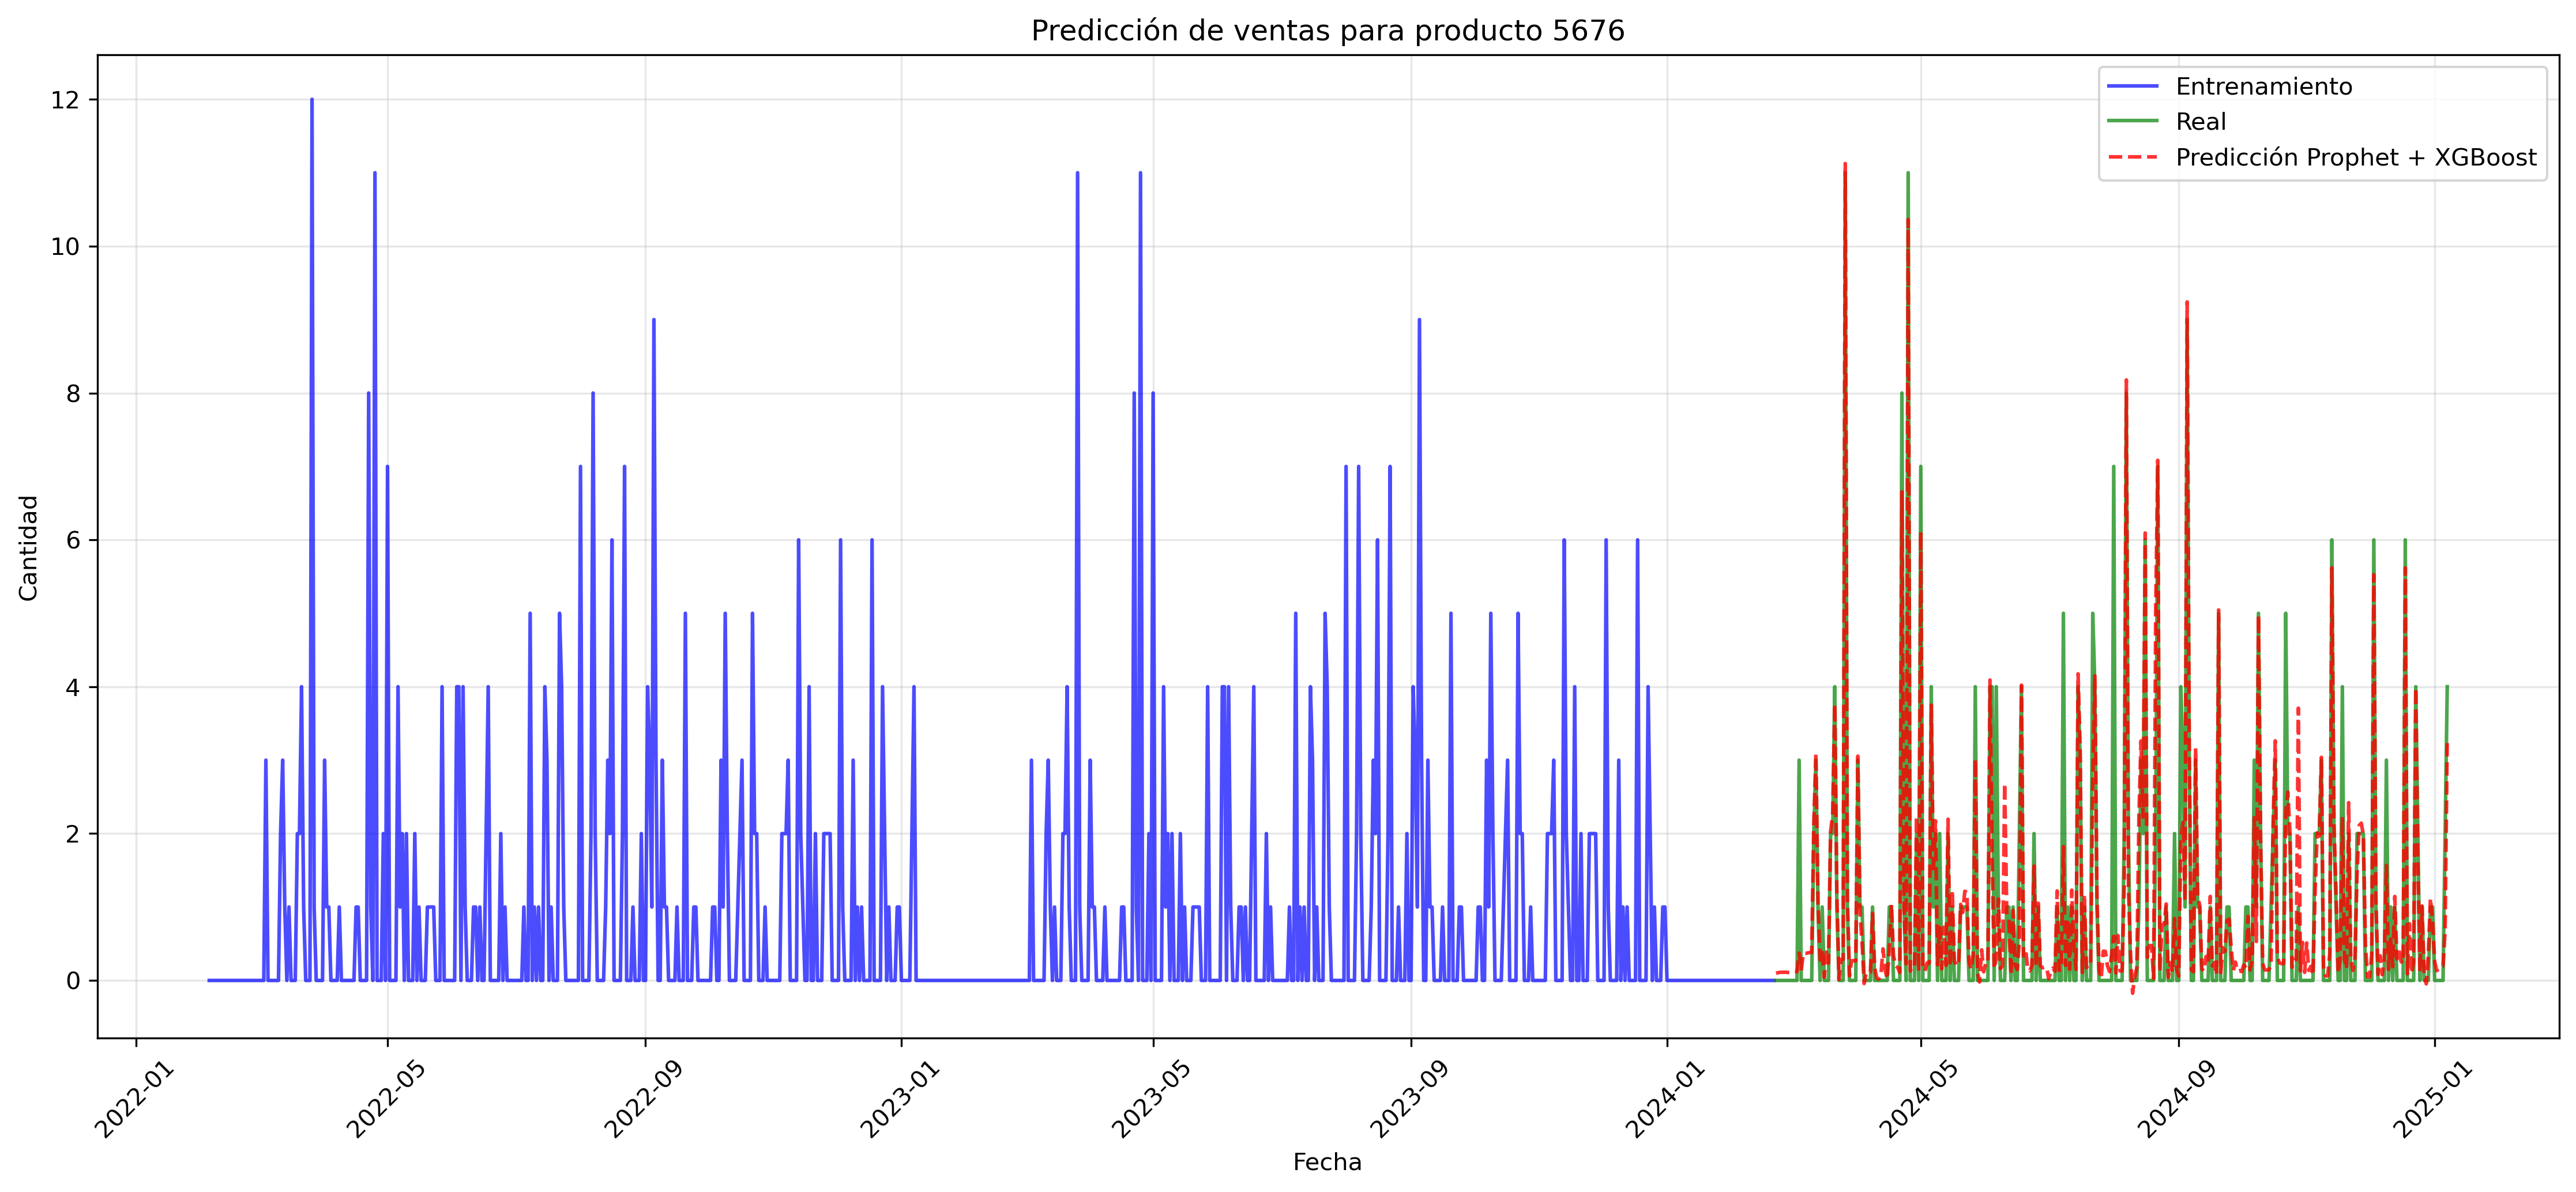 Predicción de ventas para producto 5676
Entrenamiento
Real
Predicción Prophet + XGBoost
12
10
8
6
4
2
0
Cantidad
2022-01
2022-05
2022-09
2023-01
2023-05
2023-09
2024-01
2024-05
2024-09
2025-01
Fecha